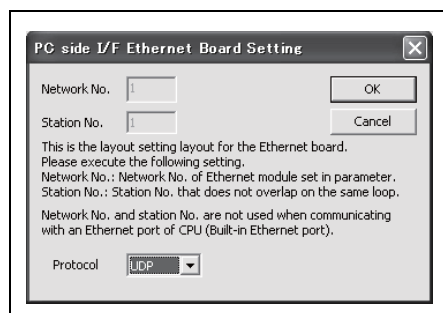 PC side I/F Ethernet Board Setting
Network No. 1
OK
Station No. 1
Cancel
This is the layout setting layout for the Ethernet board.
Please execute the following setting.
Network No.: Network No. of Ethernet module set in parameter.
Station No.: Station No. that does not overlap on the same loop.
Network No. and station No. are not used when communicating
with an Ethernet port of CPU (Built-in Ethernet port).
Protocol UDP